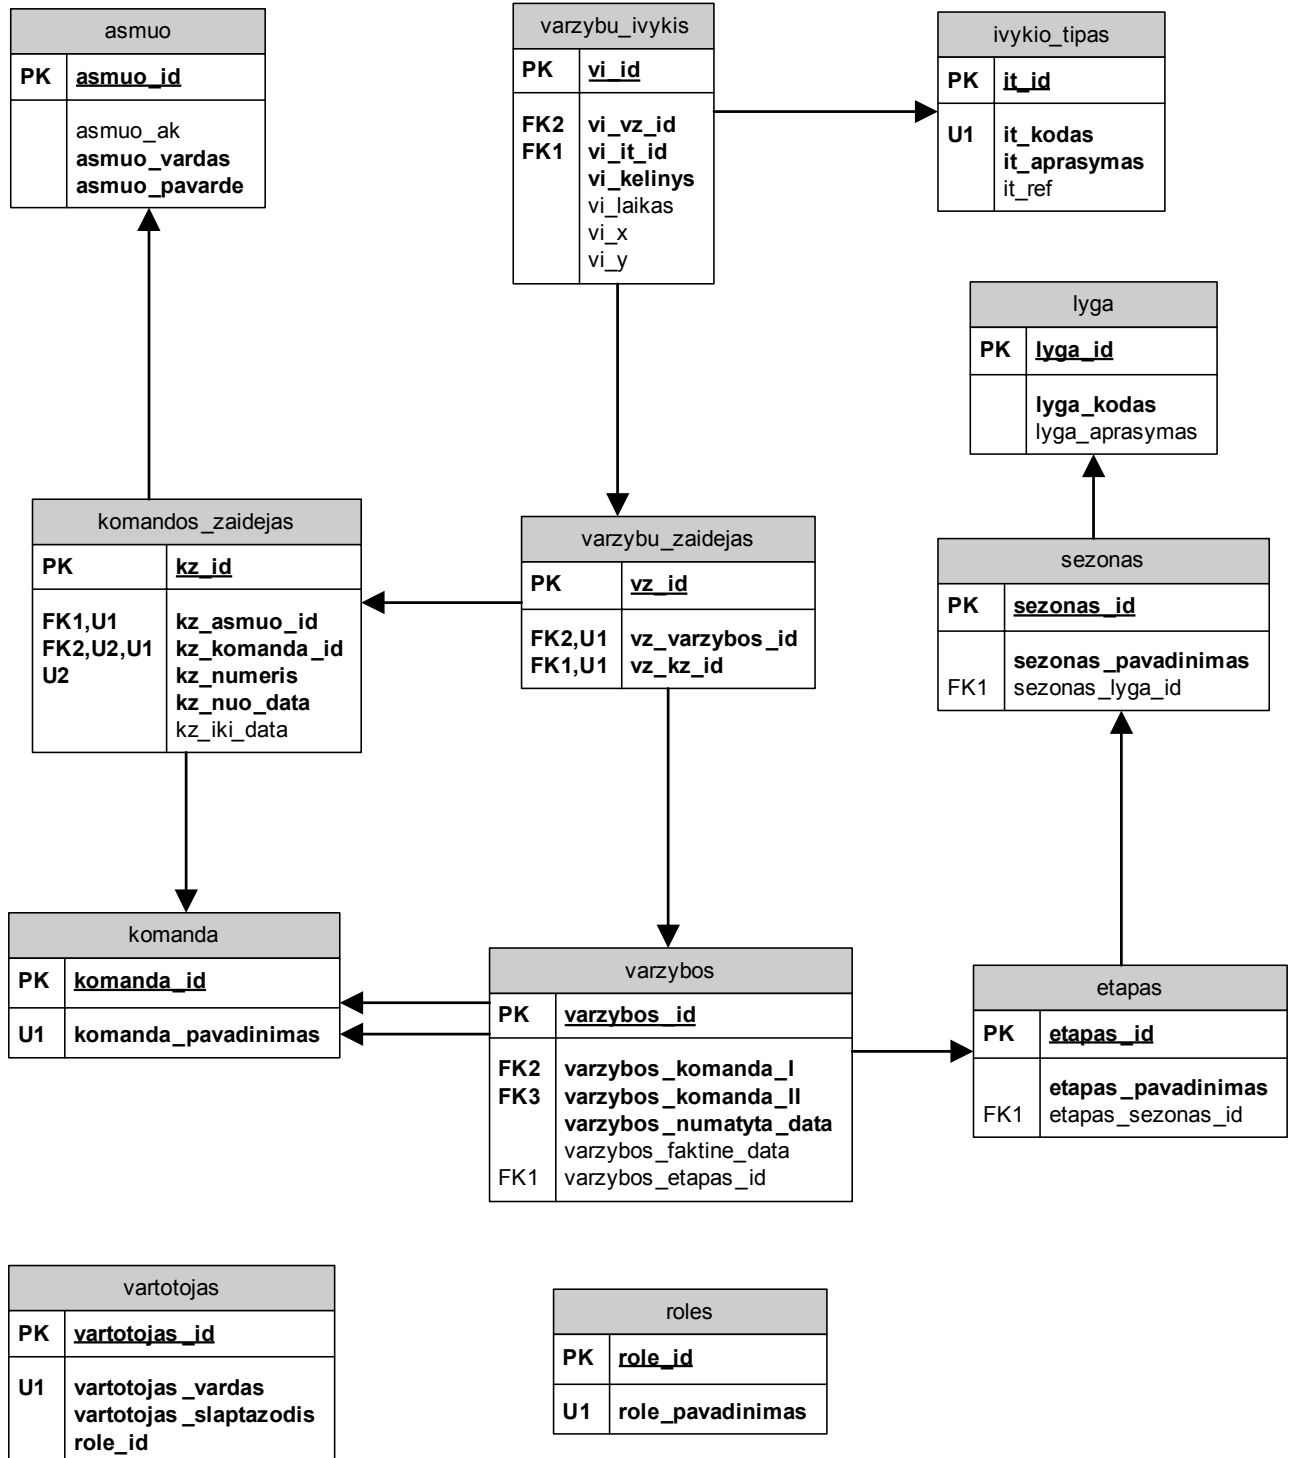 asmuo
PK asmuo_id
asmuo_ak
asmuo_vardas
asmuo_pavarde
varzybu_ivykis
PK vi_id
FK2 vi_vz_id
FK1 vi_it_id
vi_kelinys
vi_laikas
vi_x
vi_y
ivykio_tipas
PK it_id
U1 it_kodas
it_aprasymas
it_ref
lyga
PK lyga_id
lyga_kodas
lyga_aprasymas
komandos_zaidejas
PK kz_id
FK1,U1 kz_asmuo_id
FK2,U2,U1 kz_komanda_id
U2 kz_numeris
kz_nuo_data
kz_iki_data
varzybu_zaidejas
PK vz_id
FK2,U1 vz_varzybos_id
FK1,U1 vz_kz_id
sezonas
PK sezonas_id
sezonas_pavadinimas
FK1 sezonas_lyga_id
komanda
PK komanda_id
U1 komanda_pavadinimas
varzybos
PK varzybos_id
FK2 varzybos_komanda_I
FK3 varzybos_komanda_II
varzybos_numatyta_data
varzybos_faktine_data
FK1 varzybos_etapas_id
etapas
PK etapas_id
etapas_pavadinimas
FK1 etapas_sezonas_id
vartotojas
PK vartotojas_id
U1 vartotojas_vardas
vartotojas_slaptazodis
role_id
roles
PK role_id
U1 role_pavadinimas